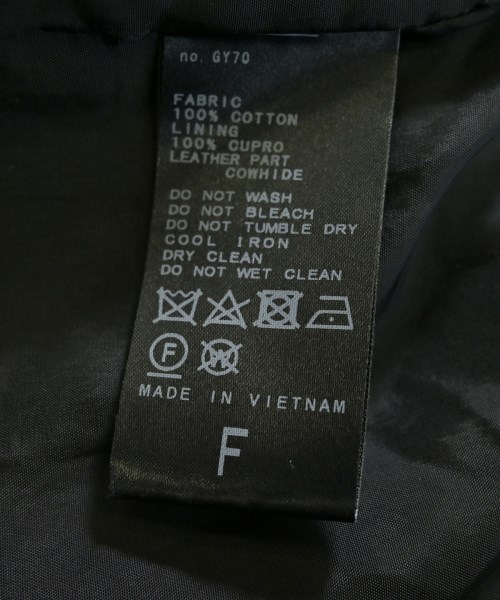 no. GY70
FABRIC
100% COTTON
LINING
100% CUPRO
LEATHER PART
COWHIDE
DO NOT WASH
DO NOT BLEACH
DO NOT TUMBLE DRY
COOL IRON
DRY CLEAN
DO NOT WET CLEAN
F W
MADE IN VIETNAM
F